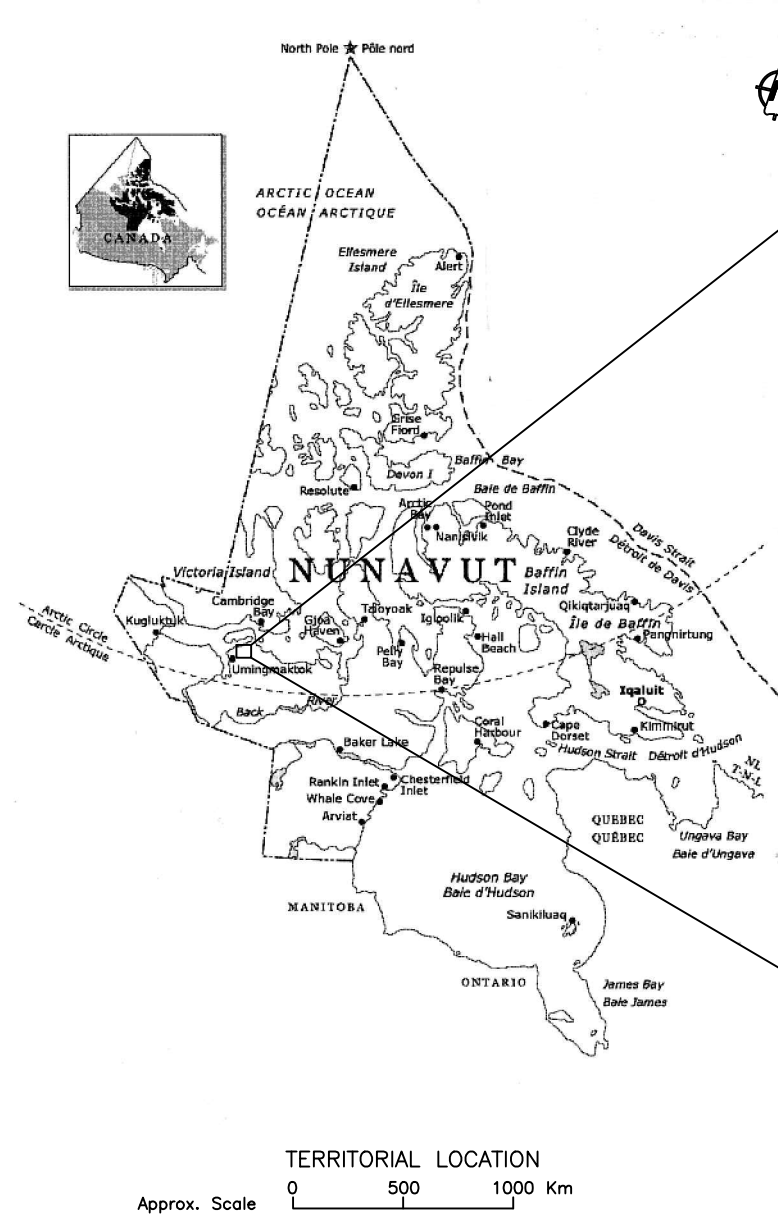 North Pole Pôle nord
CANADA
ARCTIC OCEAN
OCÉAN ARCTIQUE
Ellesmere
Island
Alert
Île
d'Ellesmere
Grise
Fiord
Devon I
Baffin Bay
Baie de Baffin
Resolute
Arctic
Bay
Nanisivik
Pond
Inlet
Clyde
River
Davis Strait
Détroit de Davis
Victoria Island
NUNAVUT
Baffin
Island
Cambridge
Bay
Kugluktuk
Arctic Circle
Cercle Arctique
Umingmaktok
Gjoa
Haven
Taloyoak
Pelly
Bay
Igloolik
Hall
Beach
Repulse
Bay
Qikiqtarjuaq
Île de Baffin
Pangnirtung
Iqaluit
Kimmirut
Cape
Dorset
Coral
Harbour
Hudson Strait Détroit d'Hudson
Back River
Baker Lake
Rankin Inlet
Chesterfield
Inlet
Whale Cove
Arviat
NL
T-N-L
QUEBEC
QUÉBEC
Ungava Bay
Baie d'Ungava
Hudson Bay
Baie d'Hudson
MANITOBA
Sanikiluaq
ONTARIO
James Bay
Baie James
TERRITORIAL LOCATION
Approx. Scale 0 500 1000 Km